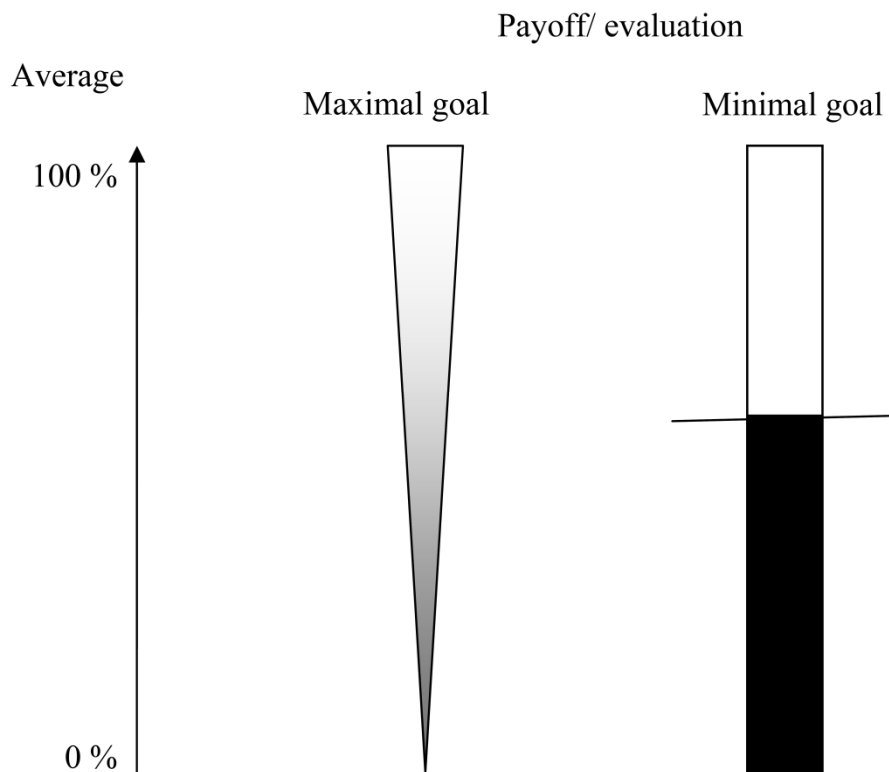 Payoff/ evaluation
Average
Maximal goal
Minimal goal
100 %
0 %